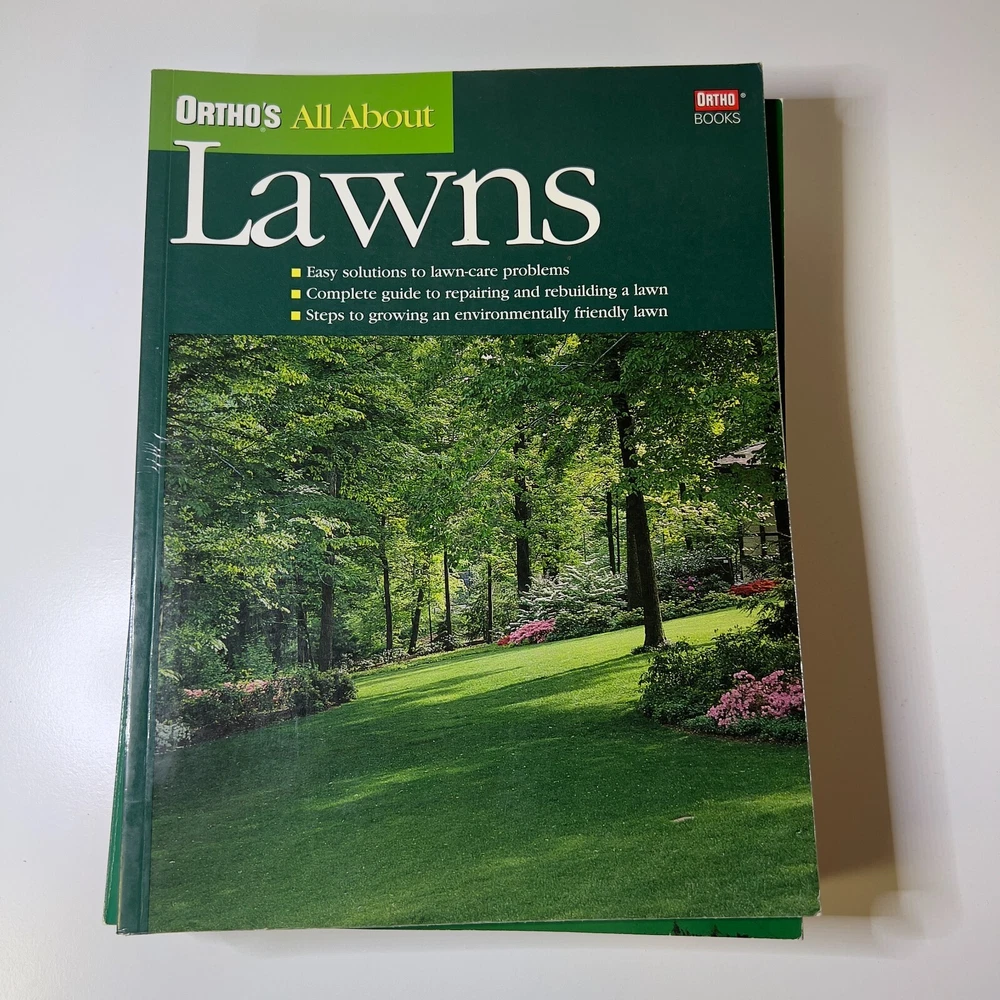 ORTHO'S® All About
ORTHO®
BOOKS
Lawns
Easy solutions to lawn-care problems
Complete guide to repairing and rebuilding a lawn
Steps to growing an environmentally friendly lawn